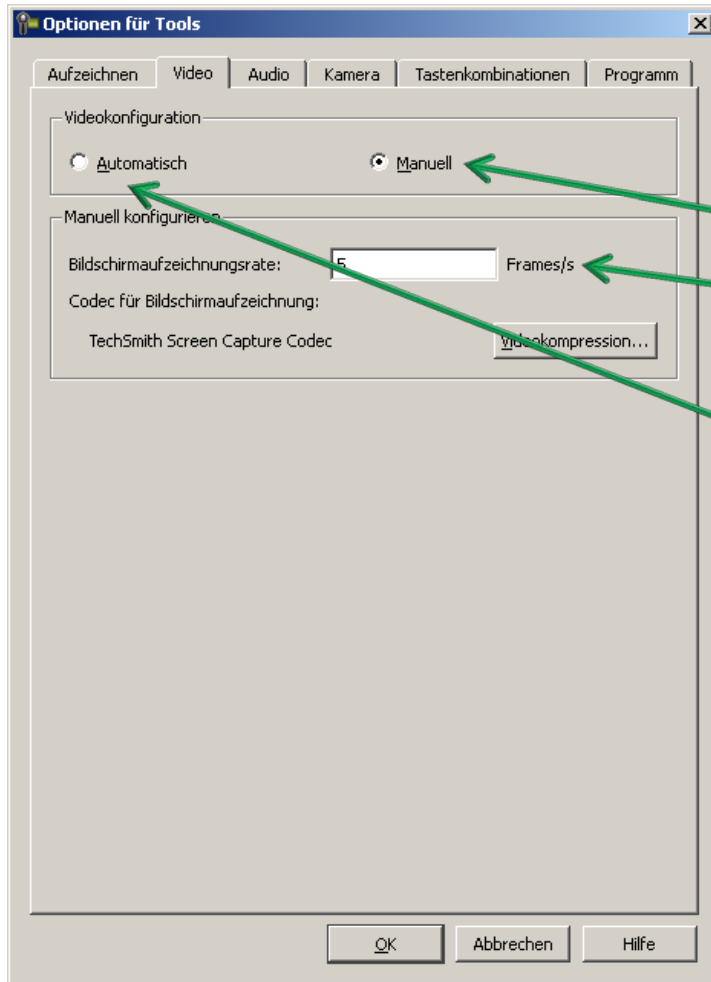 Optionen für Tools
Aufzeichnen Video Audio Kamera Tastenkombinationen Programm
Videokonfiguration
Automatisch Manuell
Manuell konfigurieren
Bildschirmaufzeichnungsrate: 5 Frames/s
Codec für Bildschirmaufzeichnung:
TechSmith Screen Capture Codec Videokompression...
OK Abbrechen Hilfe